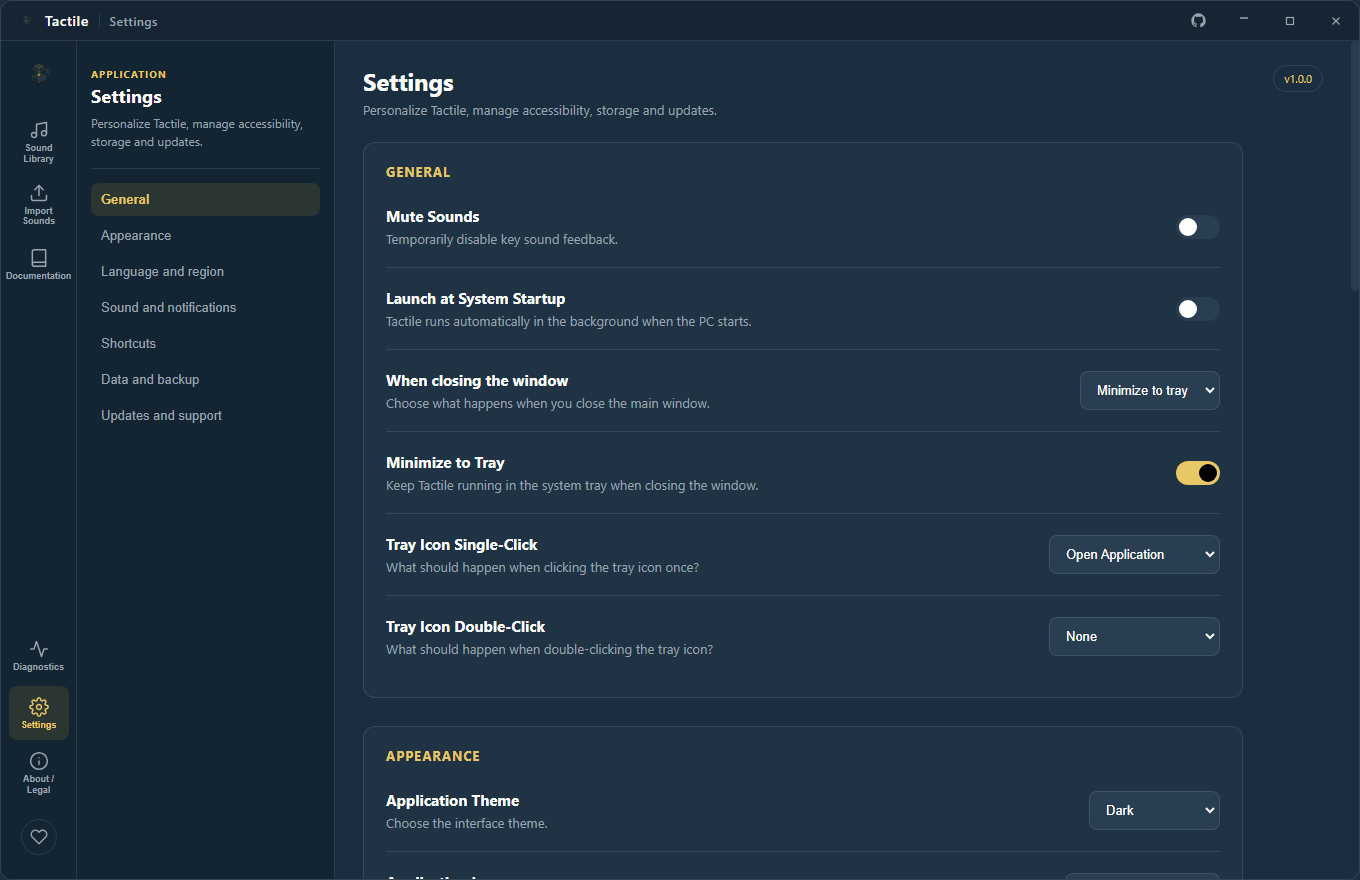 Tactile
Settings
Sound
Library
Import
Sounds
Documentation
Diagnostics
Settings
About /
Legal
APPLICATION
Settings
Personalize Tactile, manage accessibility,
storage and updates.
General
Appearance
Language and region
Sound and notifications
Shortcuts
Data and backup
Updates and support
Settings
v1.0.0
Personalize Tactile, manage accessibility, storage and updates.
GENERAL
Mute Sounds
Temporarily disable key sound feedback.
Launch at System Startup
Tactile runs automatically in the background when the PC starts.
When closing the window
Choose what happens when you close the main window.
Minimize to tray
Minimize to Tray
Keep Tactile running in the system tray when closing the window.
Tray Icon Single-Click
What should happen when clicking the tray icon once?
Open Application
Tray Icon Double-Click
What should happen when double-clicking the tray icon?
None
APPEARANCE
Application Theme
Choose the interface theme.
Dark